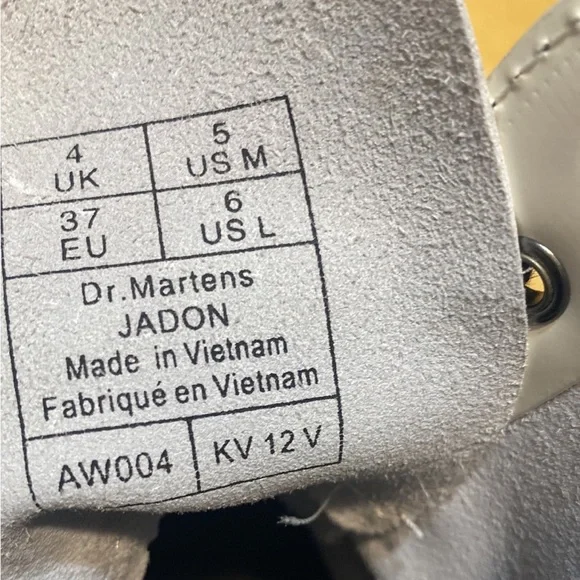 4 UK
5 US M
37 EU
6 US L
Dr.Martens
JADON
Made in Vietnam
Fabriqué en Vietnam
AW004
KV 12 V